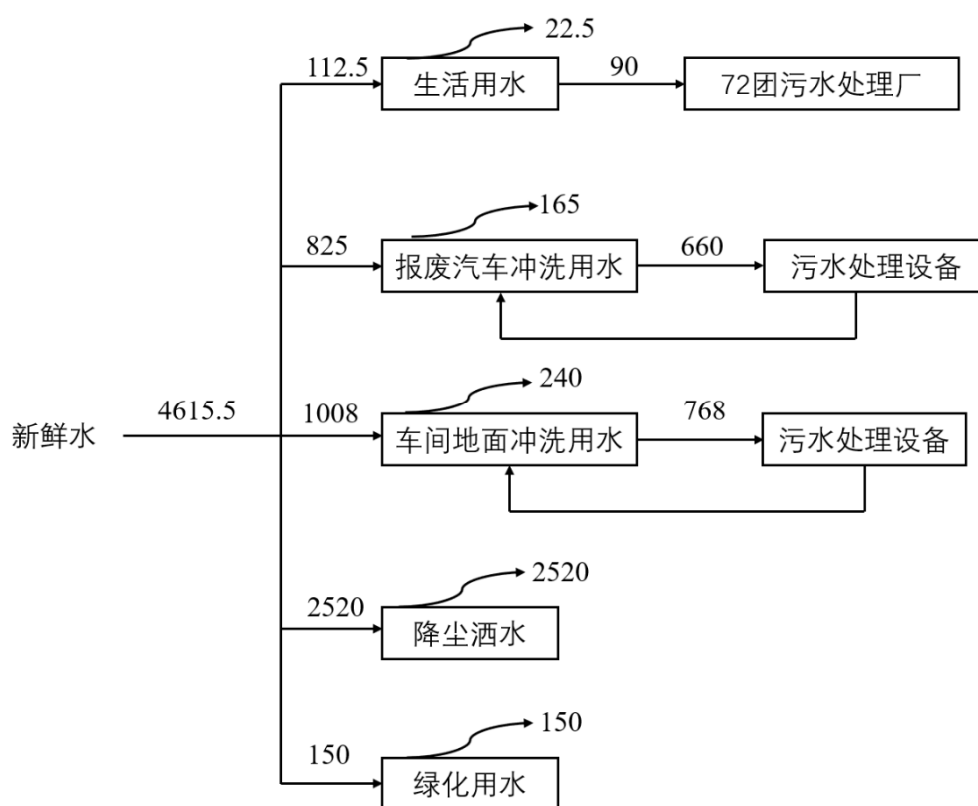 22.5
112.5
生活用水
90
72团污水处理厂
165
825
报废汽车冲洗用水
660
污水处理设备
240
新鲜水
4615.5
1008
车间地面冲洗用水
768
污水处理设备
2520
2520
降尘洒水
150
150
绿化用水